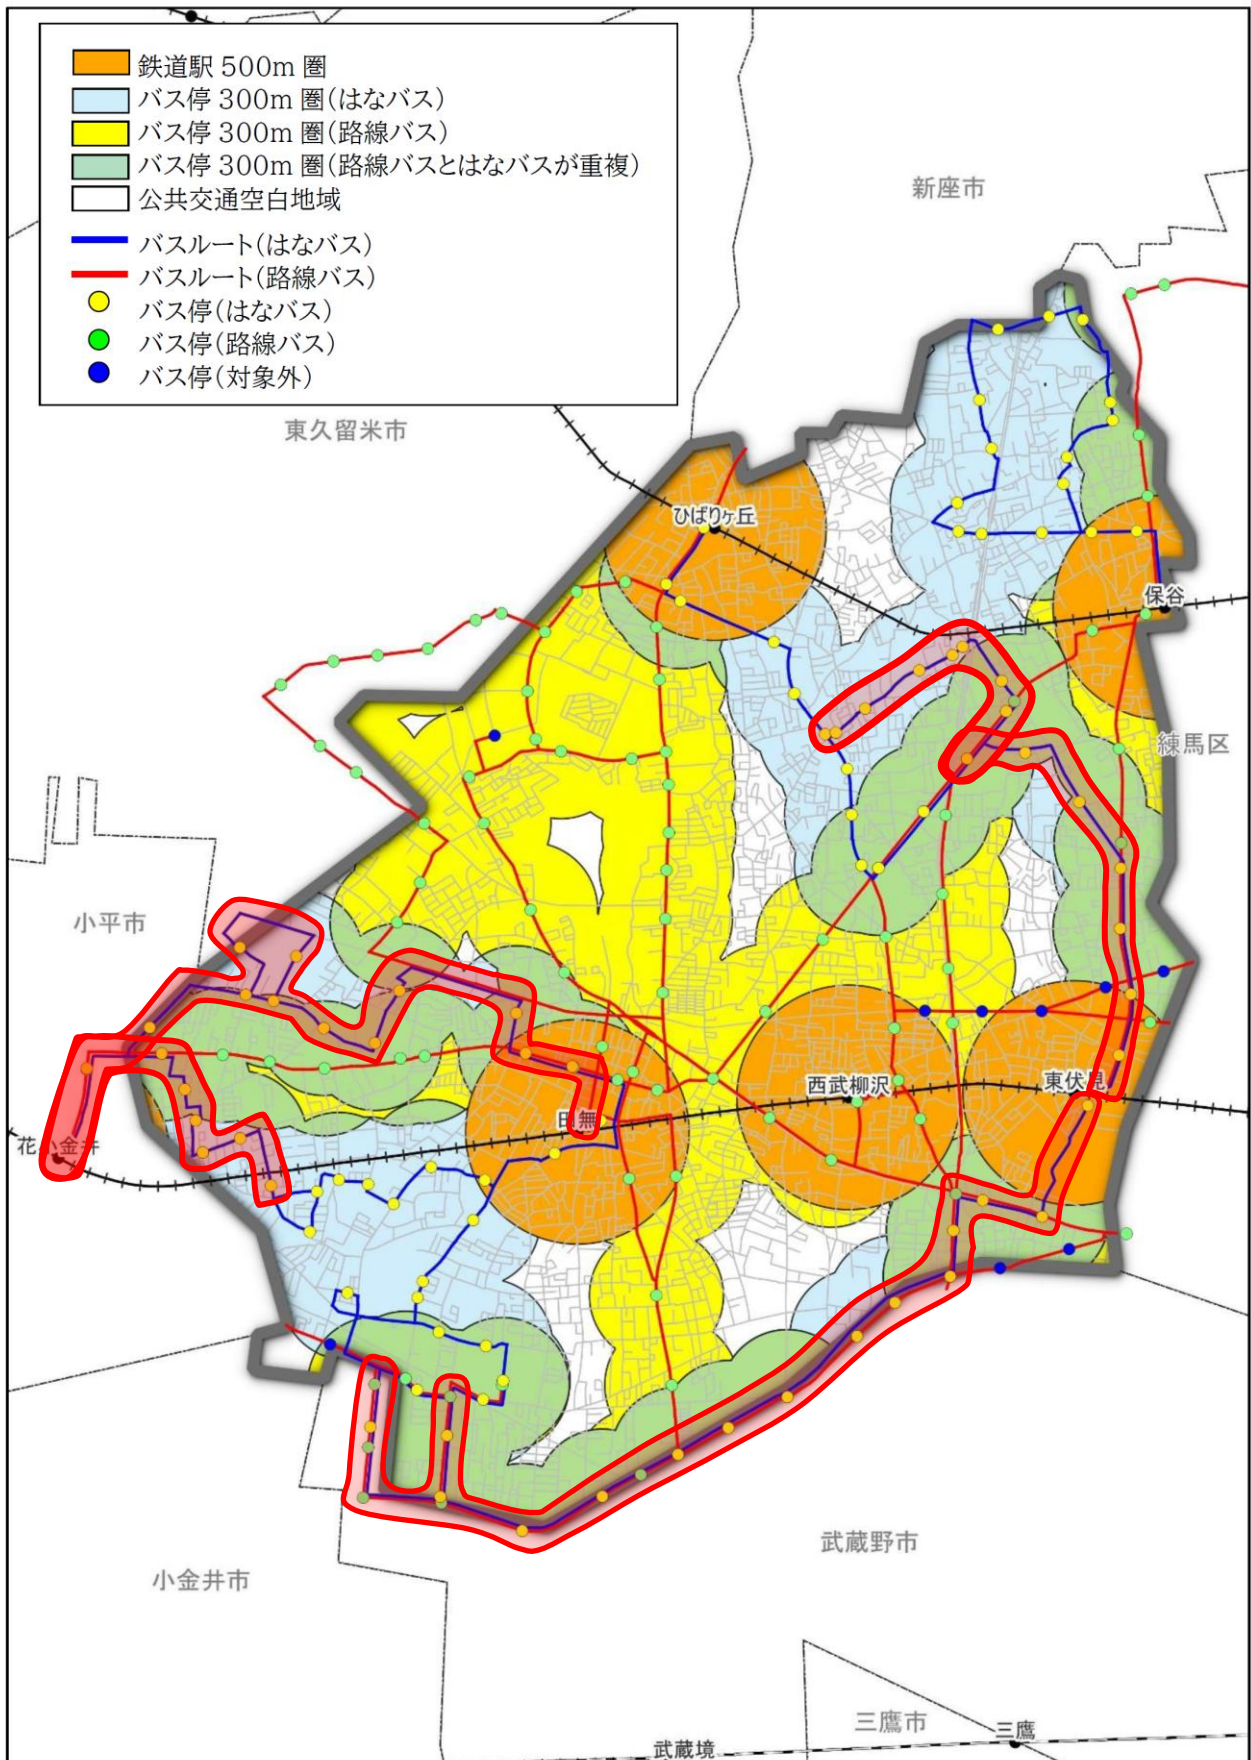 鉄道駅 500m 圏
バス停 300m 圏(はなバス)
バス停 300m 圏(路線バス)
バス停 300m 圏(路線バスとはなバスが重複)
公共交通空白地域
バスルート(はなバス)
バスルート(路線バス)
バス停(はなバス)
バス停(路線バス)
バス停(対象外)
新座市
東久留米市
ひばりヶ丘
保谷
練馬区
小平市
西武柳沢
東伏見
田無
花小金井
武蔵野市
小金井市
三鷹市
三鷹
武蔵境